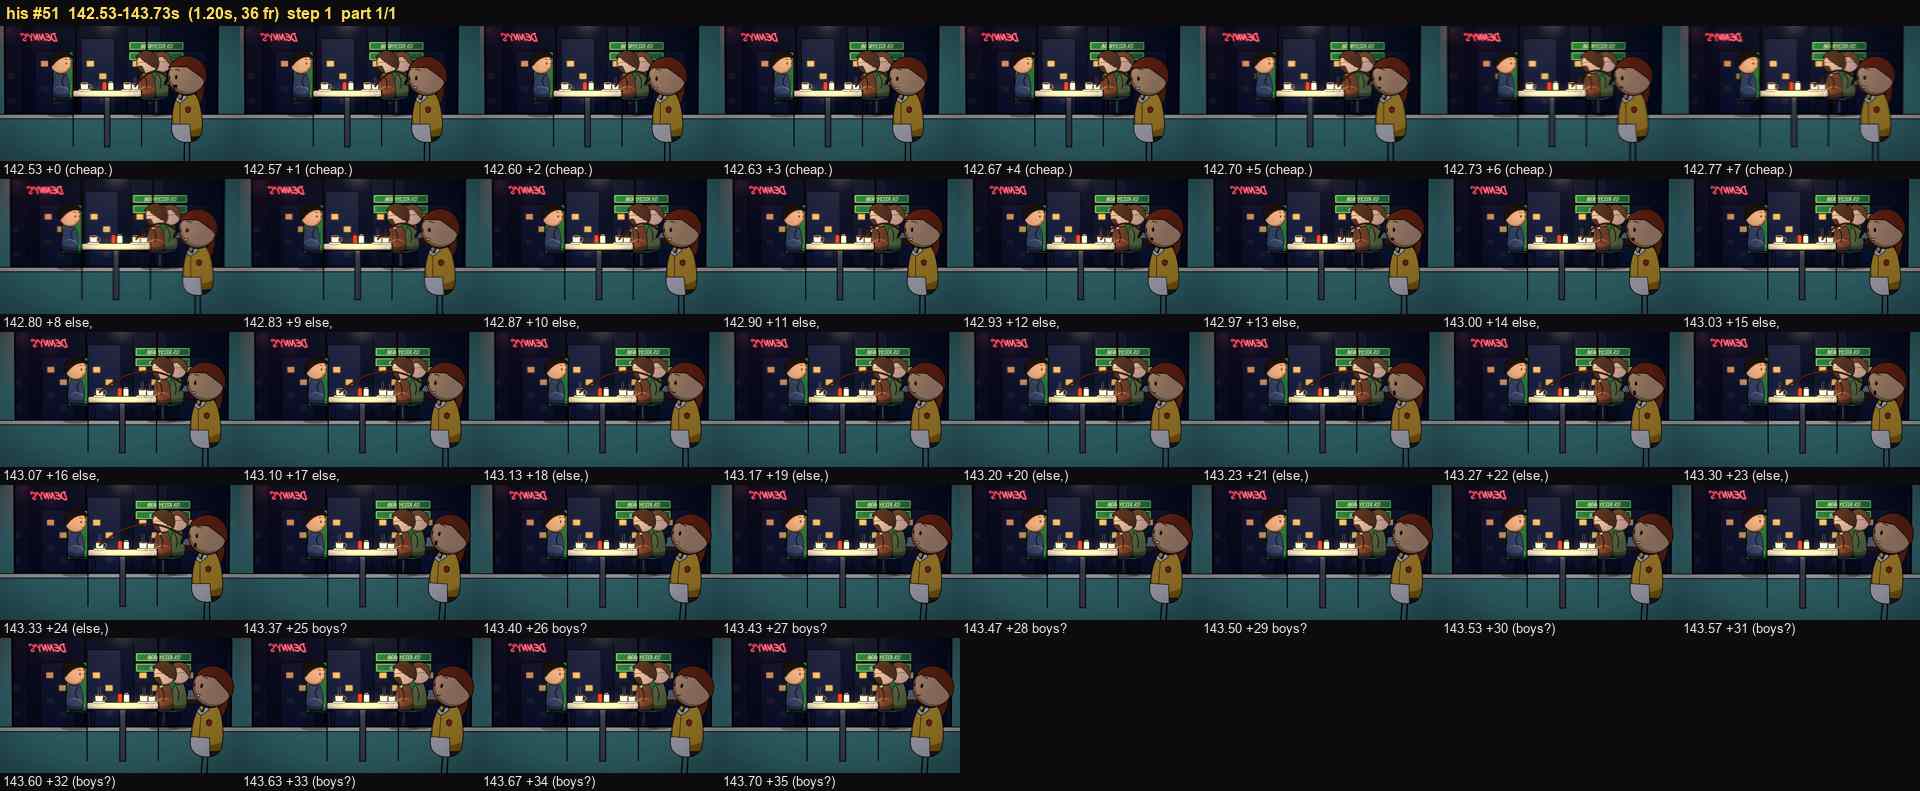 his #51 142.53-143.73s (1.20s, 36 fr) step 1 part 1/1
142.53 +0 (cheap.) 142.57 +1 (cheap.) 142.60 +2 (cheap.) 142.63 +3 (cheap.) 142.67 +4 (cheap.) 142.70 +5 (cheap.) 142.73 +6 (cheap.) 142.77 +7 (cheap.)
142.80 +8 else, 142.83 +9 else, 142.87 +10 else, 142.90 +11 else, 142.93 +12 else, 142.97 +13 else, 143.00 +14 else, 143.03 +15 else,
143.07 +16 else, 143.10 +17 else, 143.13 +18 (else,) 143.17 +19 (else,) 143.20 +20 (else,) 143.23 +21 (else,) 143.27 +22 (else,) 143.30 +23 (else,)
143.33 +24 (else,) 143.37 +25 boys? 143.40 +26 boys? 143.43 +27 boys? 143.47 +28 boys? 143.50 +29 boys? 143.53 +30 (boys?) 143.57 +31 (boys?)
143.60 +32 (boys?) 143.63 +33 (boys?) 143.67 +34 (boys?) 143.70 +35 (boys?)
DENNY'S